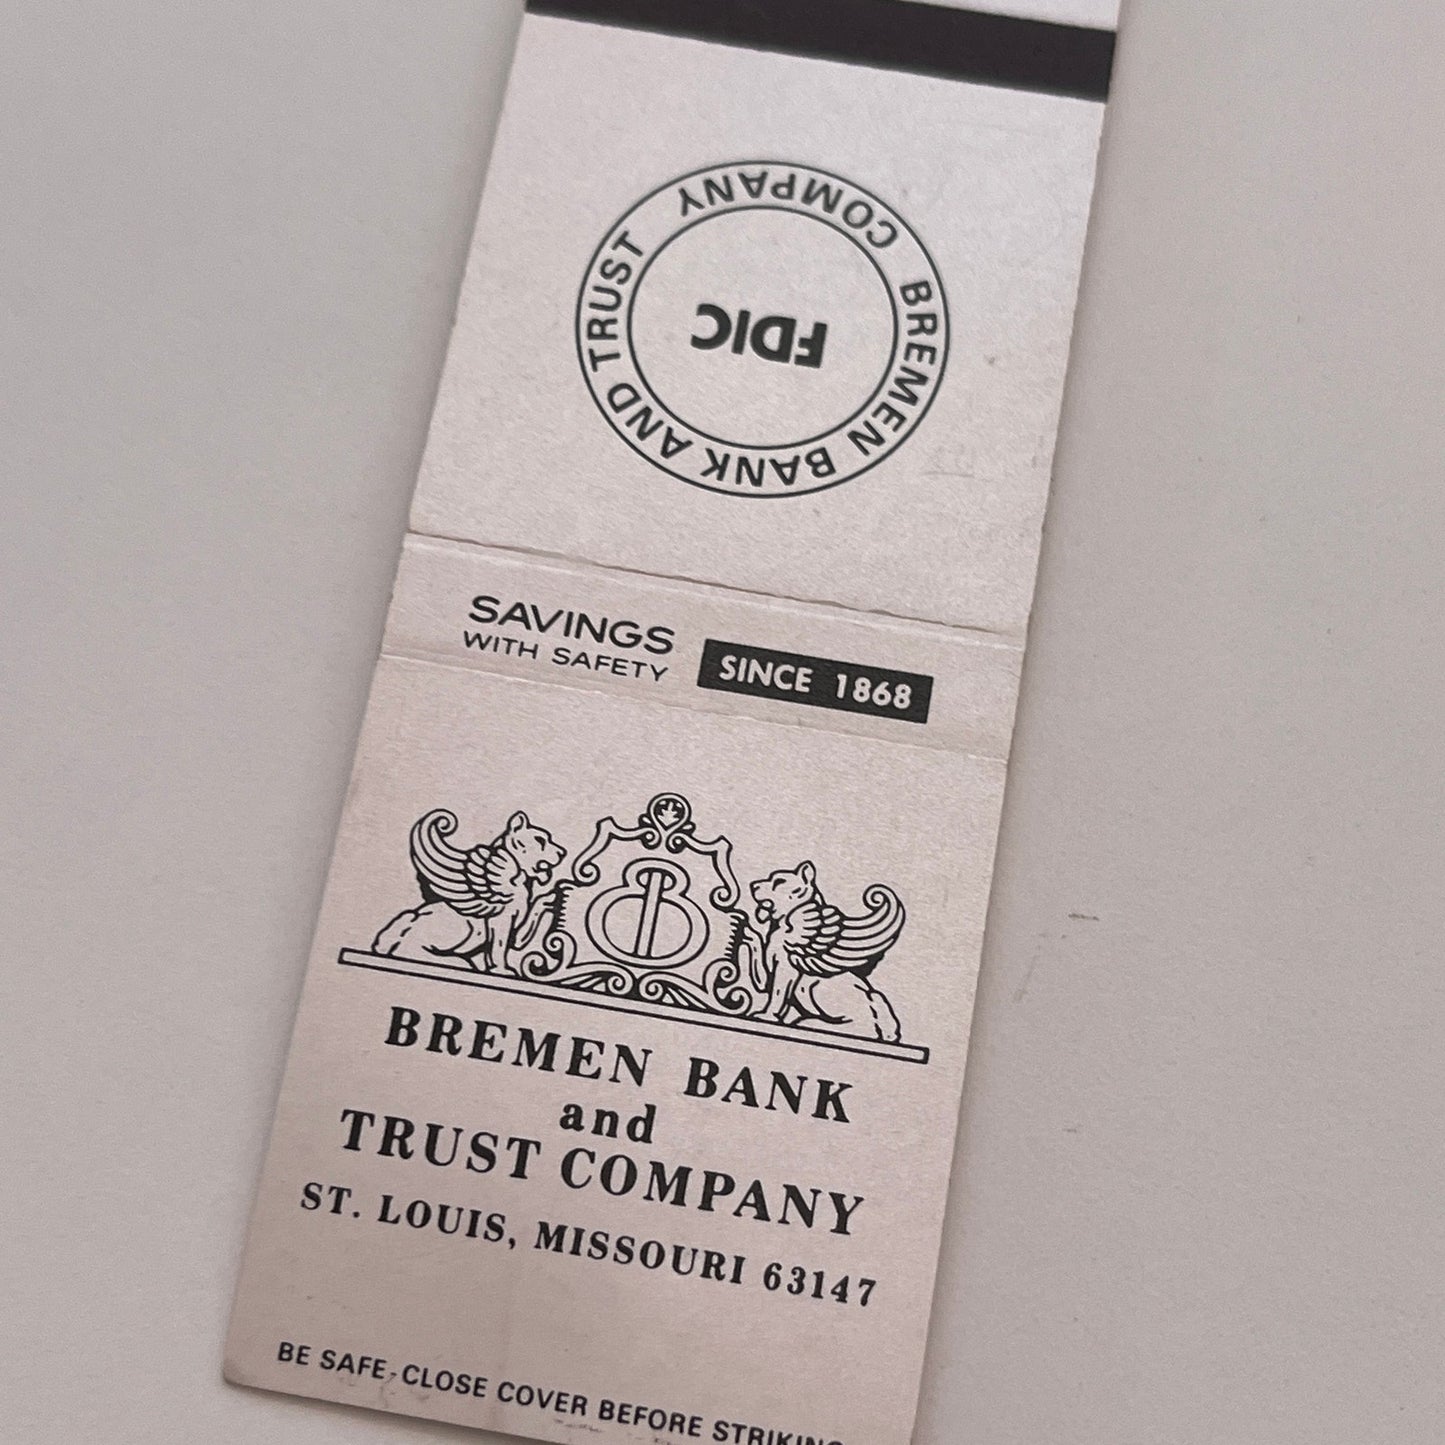 BREMEN BANK AND TRUST COMPANY
FDIC
SAVINGS
WITH SAFETY
SINCE 1868
B
BREMEN BANK
and
TRUST COMPANY
ST. LOUIS, MISSOURI 63147
BE SAFE-CLOSE COVER BEFORE STRIKING